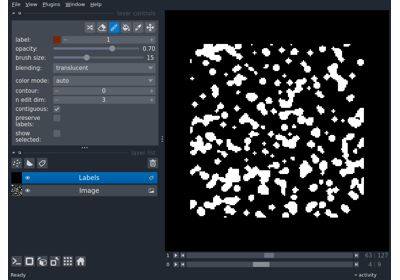 File View Plugins Window Help
layer controls
label: 1
opacity: 0.70
brush size: 15
blending: translucent
color mode: auto
contour: 0
n edit dim: 3
contiguous:
preserve
labels:
show
selected:
layer list
Labels
Image
1 63 127
0 4 9
Ready
activity